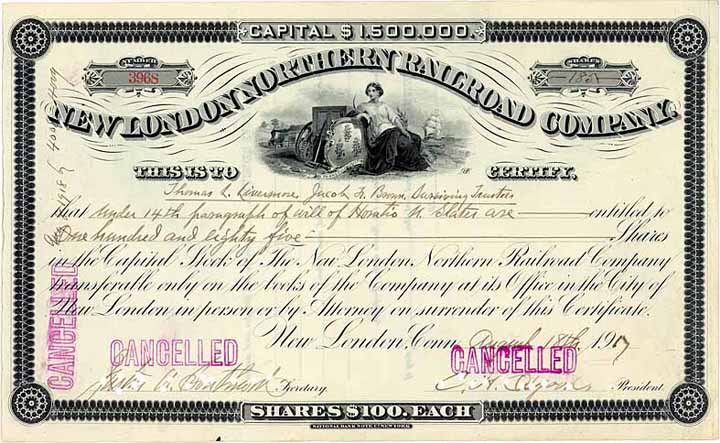 CAPITAL $1,500,000.
NUMBER
3968
SHARES
185
NEW LONDON NORTHERN RAILROAD COMPANY.
THIS IS TO CERTIFY,
Thomas L. Livermore, Jacob F. Brown, Surviving Trustees
that under 14th paragraph of will of Horatio N. Slater are entitled to
One hundred and eighty five Shares
in the Capital Stock of The New London Northern Railroad Company
transferable only on the books of the Company at its Office in the City of
New London in person or by Attorney on surrender of this Certificate.
New London, Conn. 18th 1917
CANCELLED
CANCELLED
CANCELLED
Secretary.
President.
SHARES $100. EACH
NATIONAL BANK NOTE CO. NEW YORK